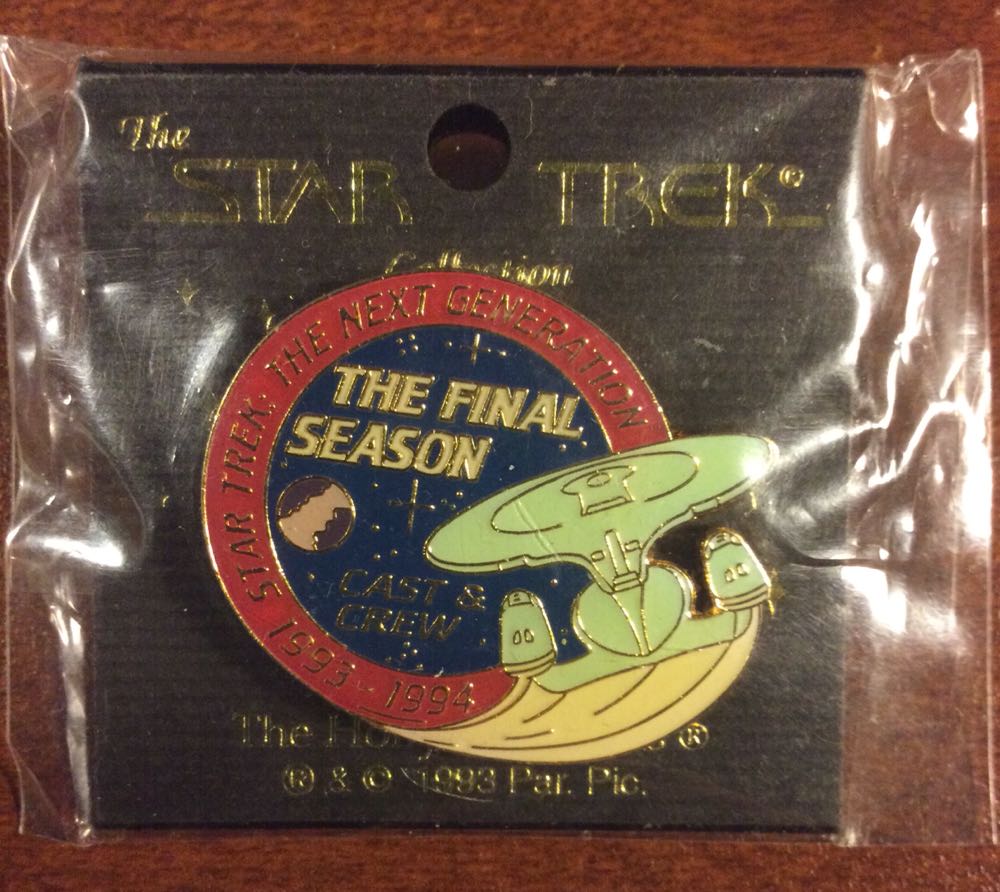 The
STAR TREK®
Collection
STAR TREK: THE NEXT GENERATION
THE FINAL
SEASON
CAST &
CREW
1993 - 1994
The
®
® & © 1993 Par. Pic.